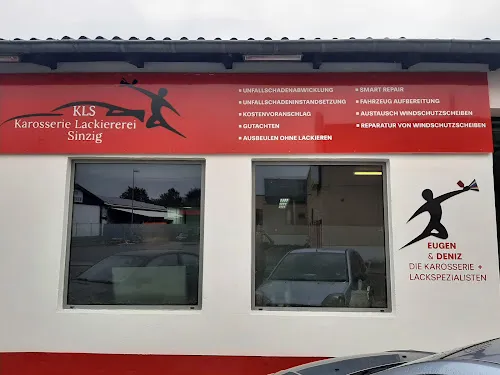 KLS
Karosserie Lackiererei
Sinzig
• UNFALLSCHADENABWICKLUNG
• UNFALLSCHADENINSTANDSETZUNG
• KOSTENVORANSCHLAG
• GUTACHTEN
• AUSBEULEN OHNE LACKIEREN
• SMART REPAIR
• FAHRZEUG AUFBEREITUNG
• AUSTAUSCH WINDSCHUTZSCHEIBEN
• REPARATUR VON WINDSCHUTZSCHEIBEN
EUGEN
& DENIZ
DIE KAROSSERIE +
LACKSPEZIALISTEN